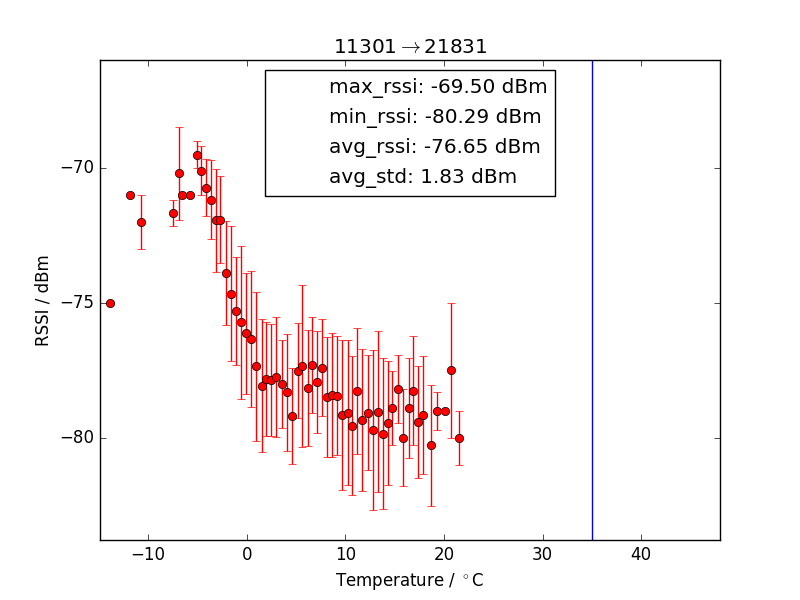 11301→21831
max_rssi: -69.50 dBm
min_rssi: -80.29 dBm
avg_rssi: -76.65 dBm
avg_std: 1.83 dBm
−70
−75
−80
RSSI / dBm
−10 0 10 20 30 40
Temperature / °C